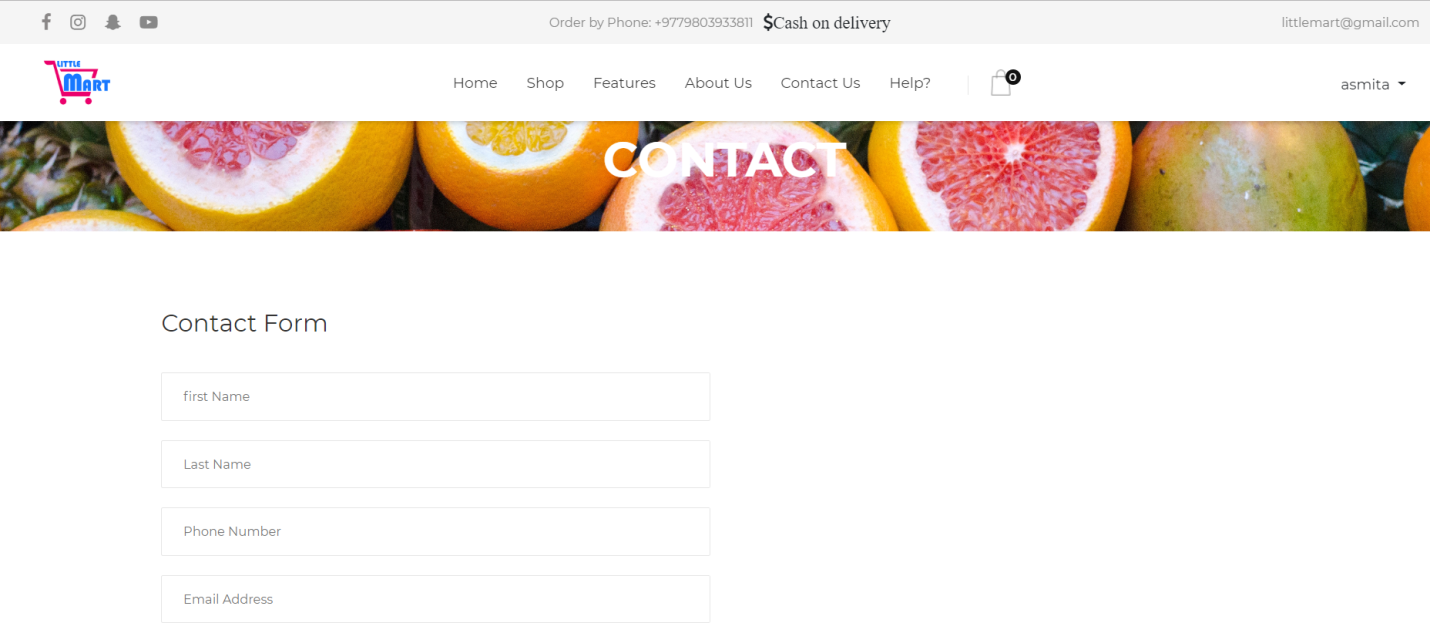 Order by Phone: +9779803933811 $Cash on delivery littlemart@gmail.com
LITTLE
MART
Home Shop Features About Us Contact Us Help? 0 asmita
CONTACT
Contact Form
first Name
Last Name
Phone Number
Email Address